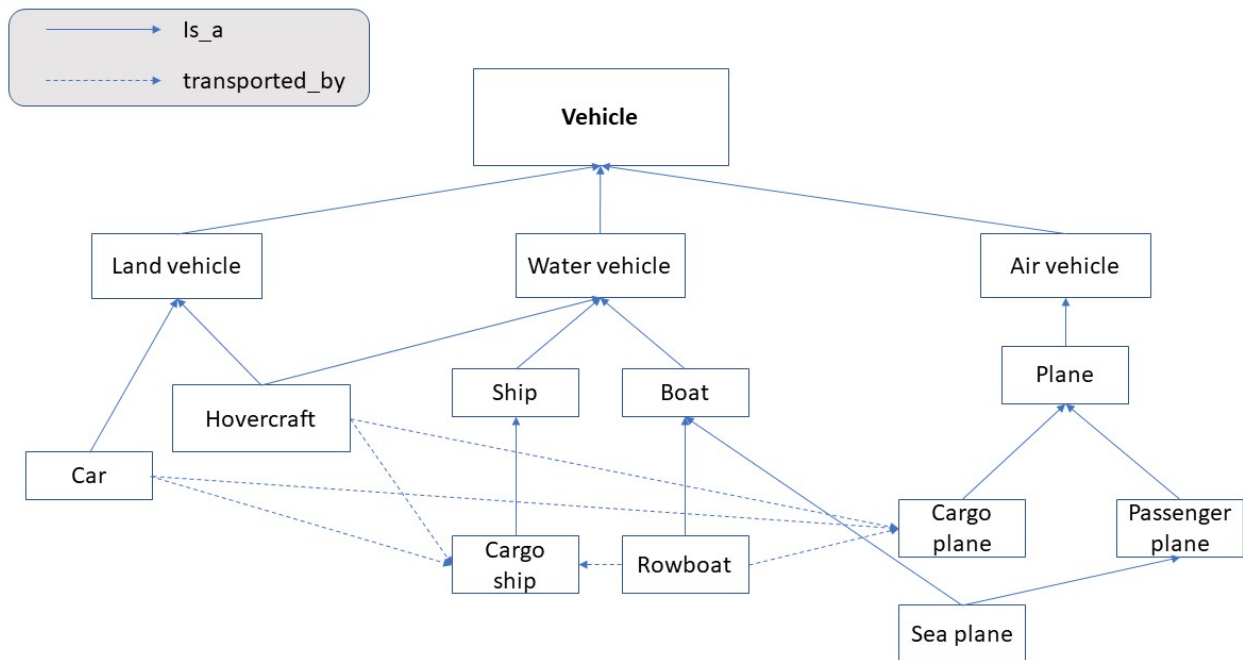 Is_a
transported_by
Vehicle
Land vehicle
Water vehicle
Air vehicle
Plane
Ship
Boat
Hovercraft
Car
Cargo
plane
Passenger
plane
Cargo
ship
Rowboat
Sea plane